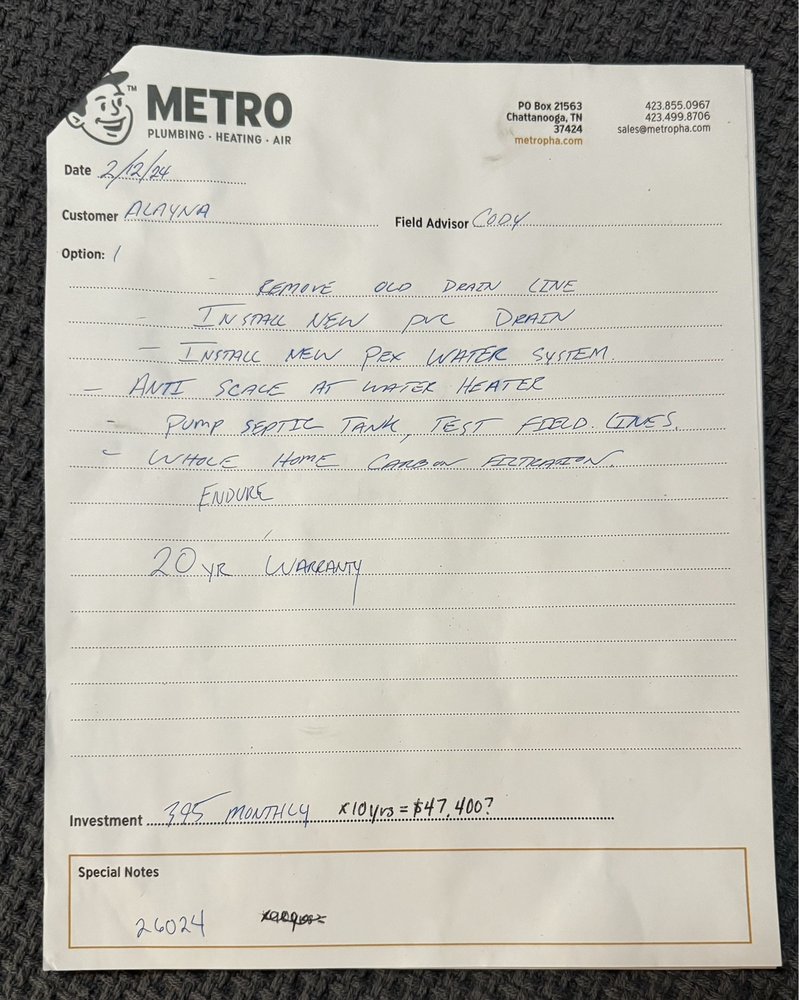 METRO ™
PLUMBING · HEATING · AIR
PO Box 21563
Chattanooga, TN
37424
metropha.com
423.855.0967
423.499.8706
sales@metropha.com
Date 2/12/24
Customer ALAYNA
Field Advisor CODY
Option: 1
- REMOVE OLD DRAIN LINE
- INSTALL NEW PVC DRAIN
- INSTALL NEW PEX WATER SYSTEM
- ANTI SCALE AT WATER HEATER
- PUMP SEPTIC TANK, TEST FIELD LINES.
- WHOLE HOME CARBON FILTRATION.
ENDURE
20 YR WARRANTY
Investment 395 MONTHLY x10yrs = $47,400?
Special Notes
26024